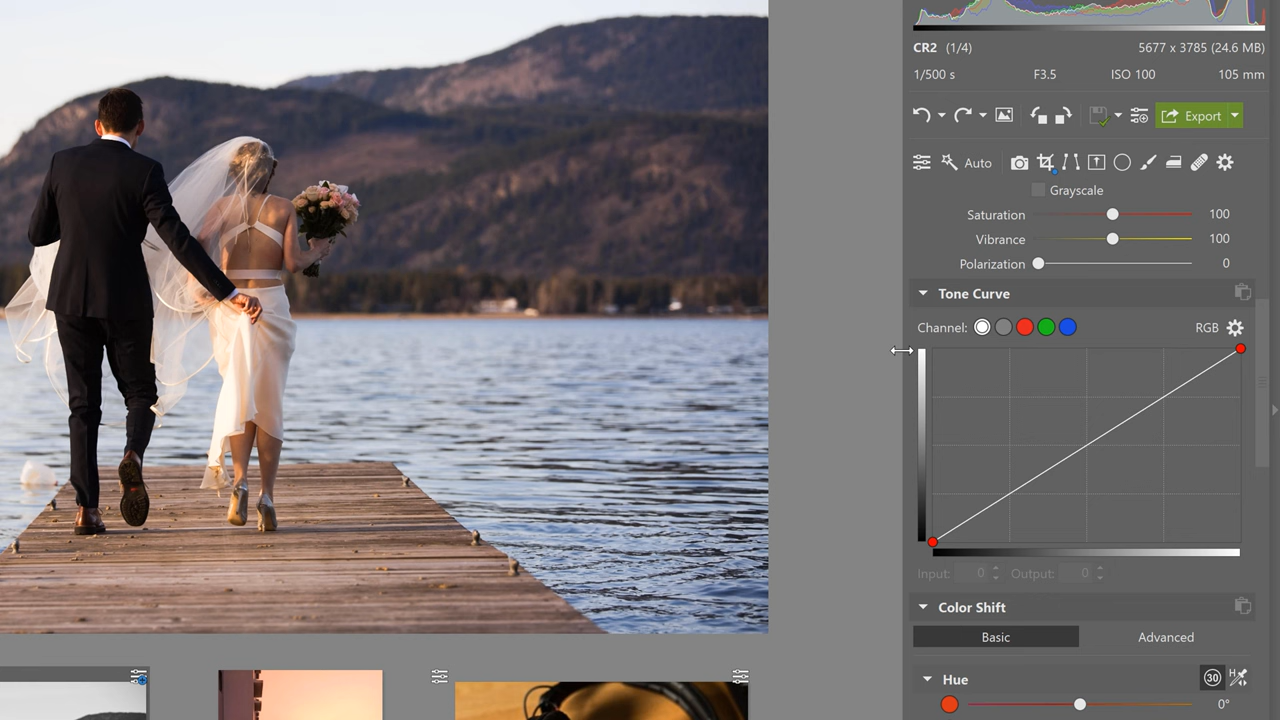 CR2 (1/4) 5677 x 3785 (24.6 MB)
1/500 s F3.5 ISO 100 105 mm
Export
Auto
Grayscale
Saturation 100
Vibrance 100
Polarization 0
Tone Curve
Channel: RGB
Input: 0 Output: 0
Color Shift
Basic Advanced
Hue 30 H
0°